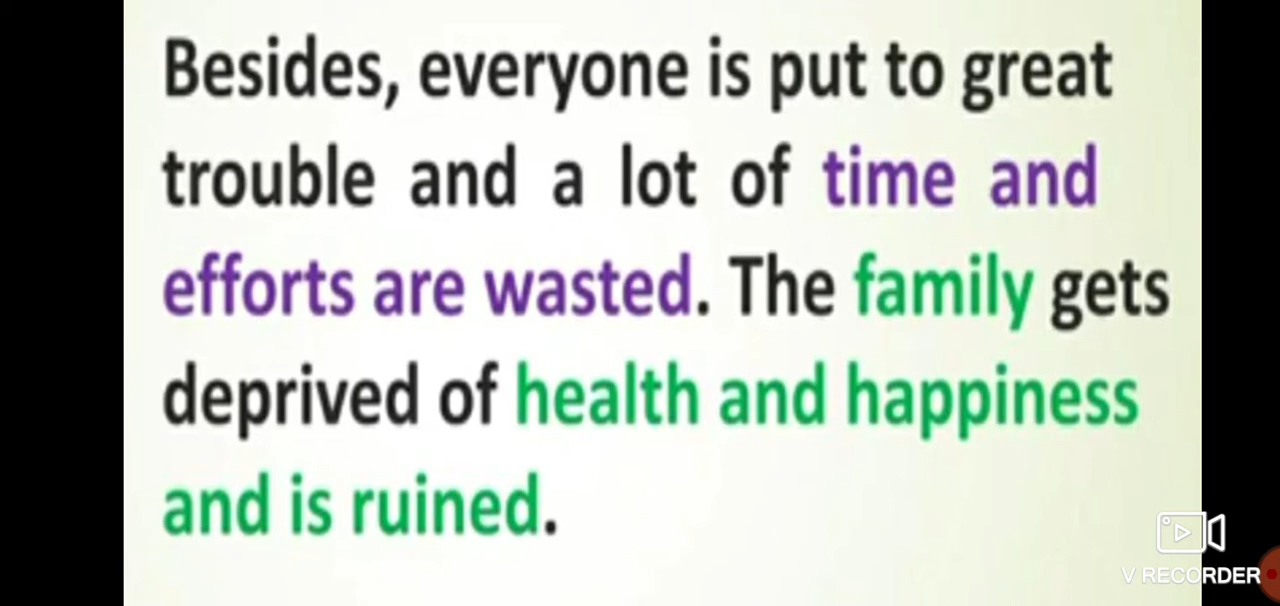 Besides, everyone is put to great
trouble and a lot of time and
efforts are wasted. The family gets
deprived of health and happiness
and is ruined.
V RECORDER